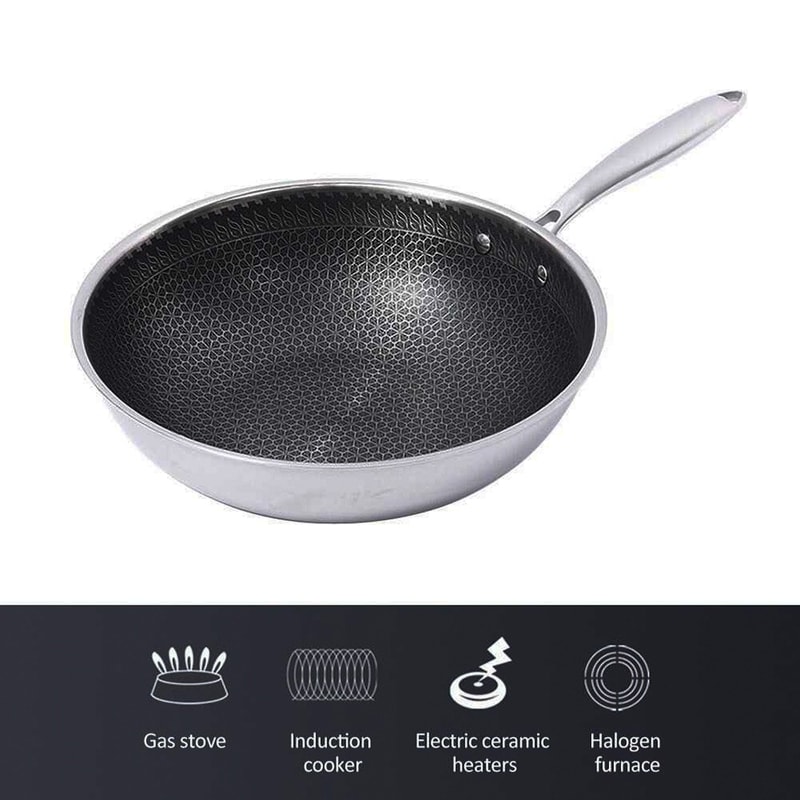 Gas stove
Induction
cooker
Electric ceramic
heaters
Halogen
furnace